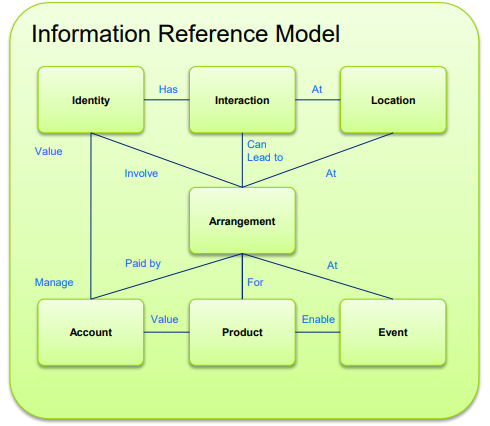 Information Reference Model
Identity
Has
Interaction
At
Location
Value
Can
Lead to
Involve
At
Arrangement
Paid by
At
Manage
For
Account
Value
Product
Enable
Event